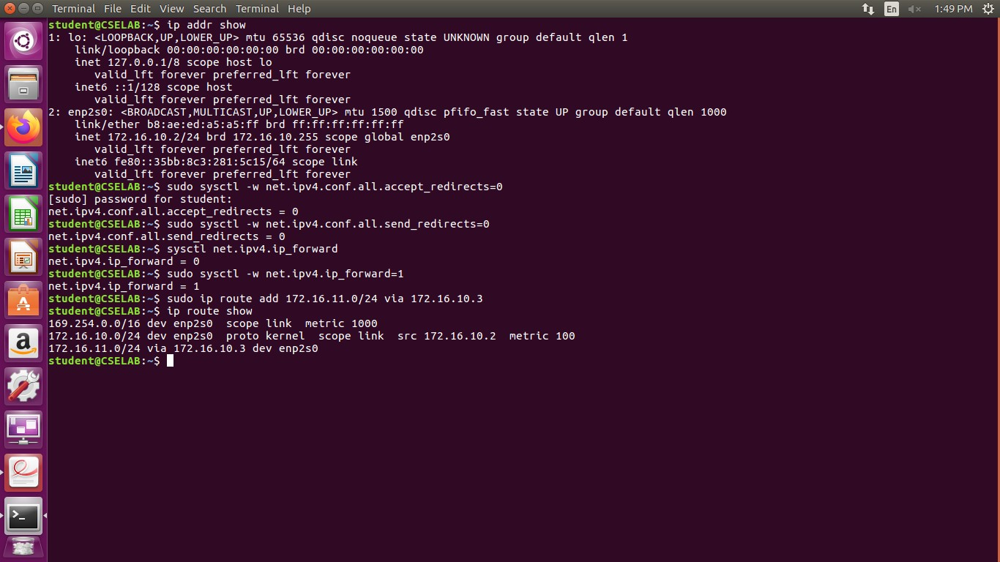 Terminal File Edit View Search Terminal Help En 1:49 PM
student@CSELAB:~$ ip addr show
1: lo: <LOOPBACK,UP,LOWER_UP> mtu 65536 qdisc noqueue state UNKNOWN group default qlen 1
    link/loopback 00:00:00:00:00:00 brd 00:00:00:00:00:00
    inet 127.0.0.1/8 scope host lo
       valid_lft forever preferred_lft forever
    inet6 ::1/128 scope host
       valid_lft forever preferred_lft forever
2: enp2s0: <BROADCAST,MULTICAST,UP,LOWER_UP> mtu 1500 qdisc pfifo_fast state UP group default qlen 1000
    link/ether b8:ae:ed:a5:a5:ff brd ff:ff:ff:ff:ff:ff
    inet 172.16.10.2/24 brd 172.16.10.255 scope global enp2s0
       valid_lft forever preferred_lft forever
    inet6 fe80::35bb:8c3:281:5c15/64 scope link
       valid_lft forever preferred_lft forever
student@CSELAB:~$ sudo sysctl -w net.ipv4.conf.all.accept_redirects=0
[sudo] password for student:
net.ipv4.conf.all.accept_redirects = 0
student@CSELAB:~$ sudo sysctl -w net.ipv4.conf.all.send_redirects=0
net.ipv4.conf.all.send_redirects = 0
student@CSELAB:~$ sysctl net.ipv4.ip_forward
net.ipv4.ip_forward = 0
student@CSELAB:~$ sudo sysctl -w net.ipv4.ip_forward=1
net.ipv4.ip_forward = 1
student@CSELAB:~$ sudo ip route add 172.16.11.0/24 via 172.16.10.3
student@CSELAB:~$ ip route show
169.254.0.0/16 dev enp2s0  scope link  metric 1000
172.16.10.0/24 dev enp2s0  proto kernel  scope link  src 172.16.10.2  metric 100
172.16.11.0/24 via 172.16.10.3 dev enp2s0
student@CSELAB:~$